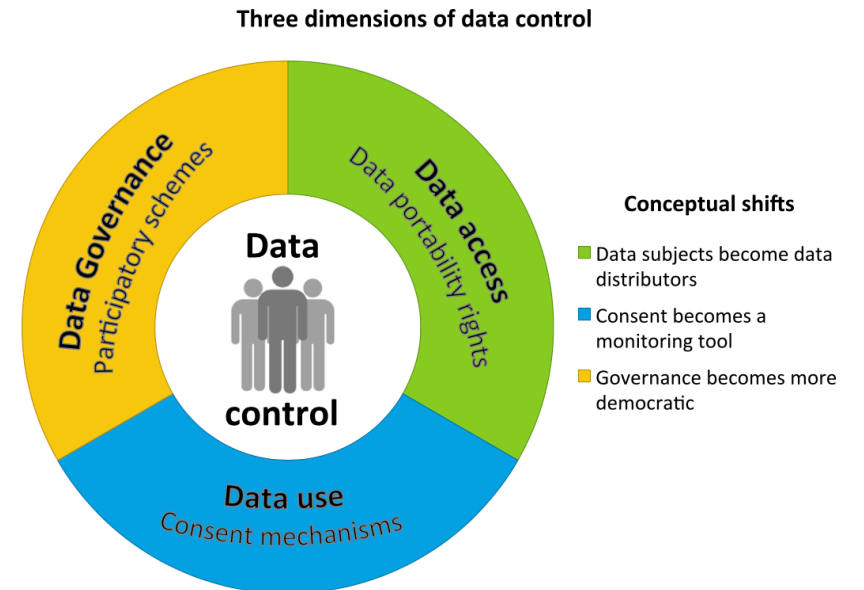 Three dimensions of data control
Data Governance
Participatory schemes
Data access
Data portability rights
Data
control
Data use
Consent mechanisms
Conceptual shifts
Data subjects become data
distributors
Consent becomes a
monitoring tool
Governance becomes more
democratic